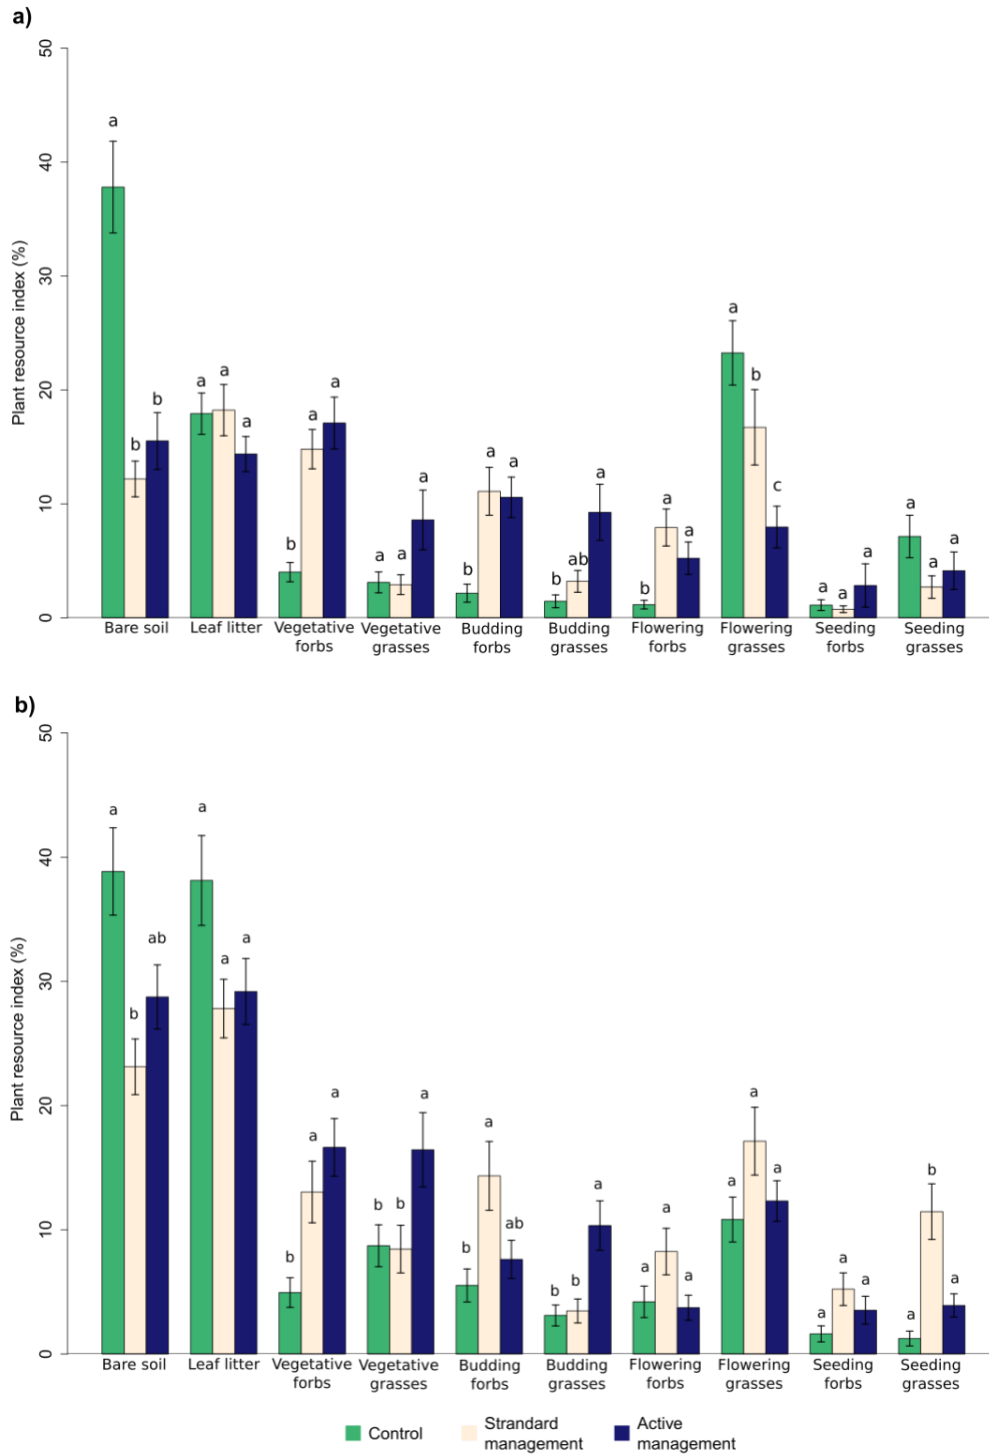 a)
Plant resource index (%)
50
40
30
20
10
0
a
b
b
a
a
a
b
a
a
a
a
a
b
a
a
b
ab
a
b
a
a
a
b
c
a
a
a
a
a
a
Bare soil
Leaf litter
Vegetative
forbs
Vegetative
grasses
Budding
forbs
Budding
grasses
Flowering
forbs
Flowering
grasses
Seeding
forbs
Seeding
grasses
b)
Plant resource index (%)
50
40
30
20
10
0
a
b
ab
a
a
a
b
a
a
b
b
a
b
a
ab
b
b
a
a
a
a
a
a
a
a
a
a
a
b
a
Bare soil
Leaf litter
Vegetative
forbs
Vegetative
grasses
Budding
forbs
Budding
grasses
Flowering
forbs
Flowering
grasses
Seeding
forbs
Seeding
grasses
Control
Strandard
management
Active
management